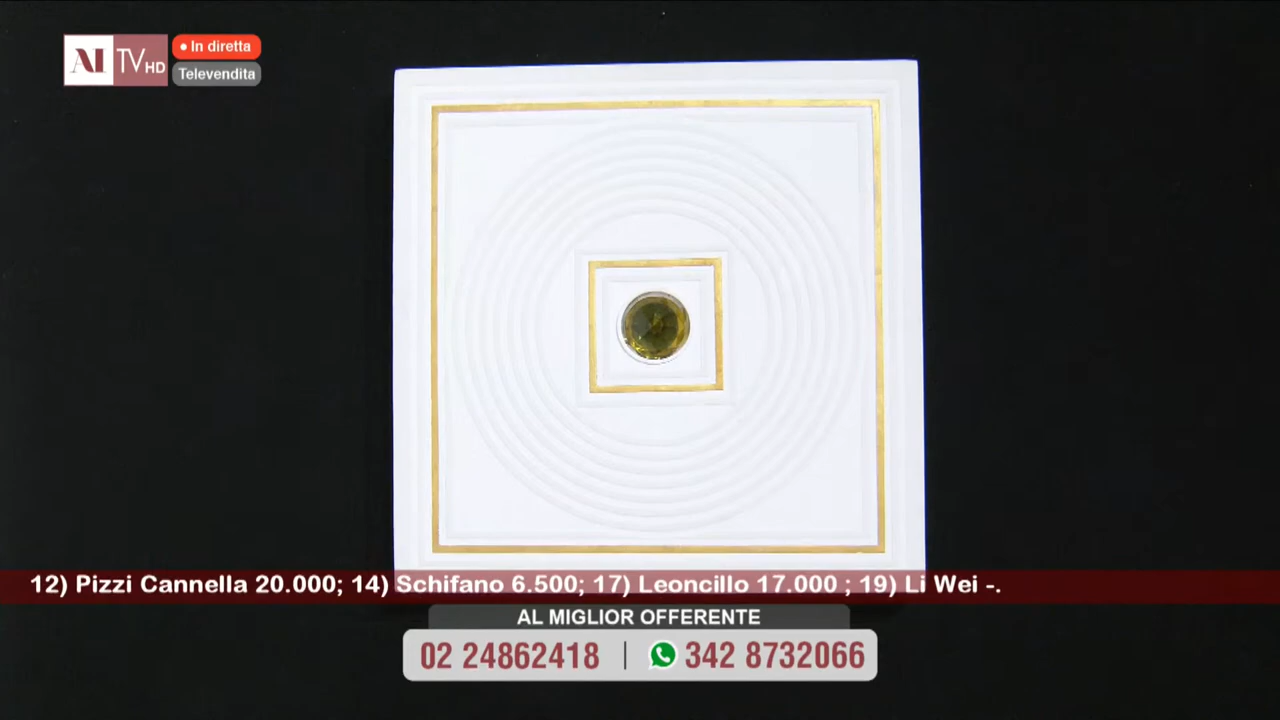 AI TV HD
• In diretta
Televendita
12) Pizzi Cannella 20.000; 14) Schifano 6.500; 17) Leoncillo 17.000 ; 19) Li Wei -.
AL MIGLIOR OFFERENTE
02 24862418 | 342 8732066